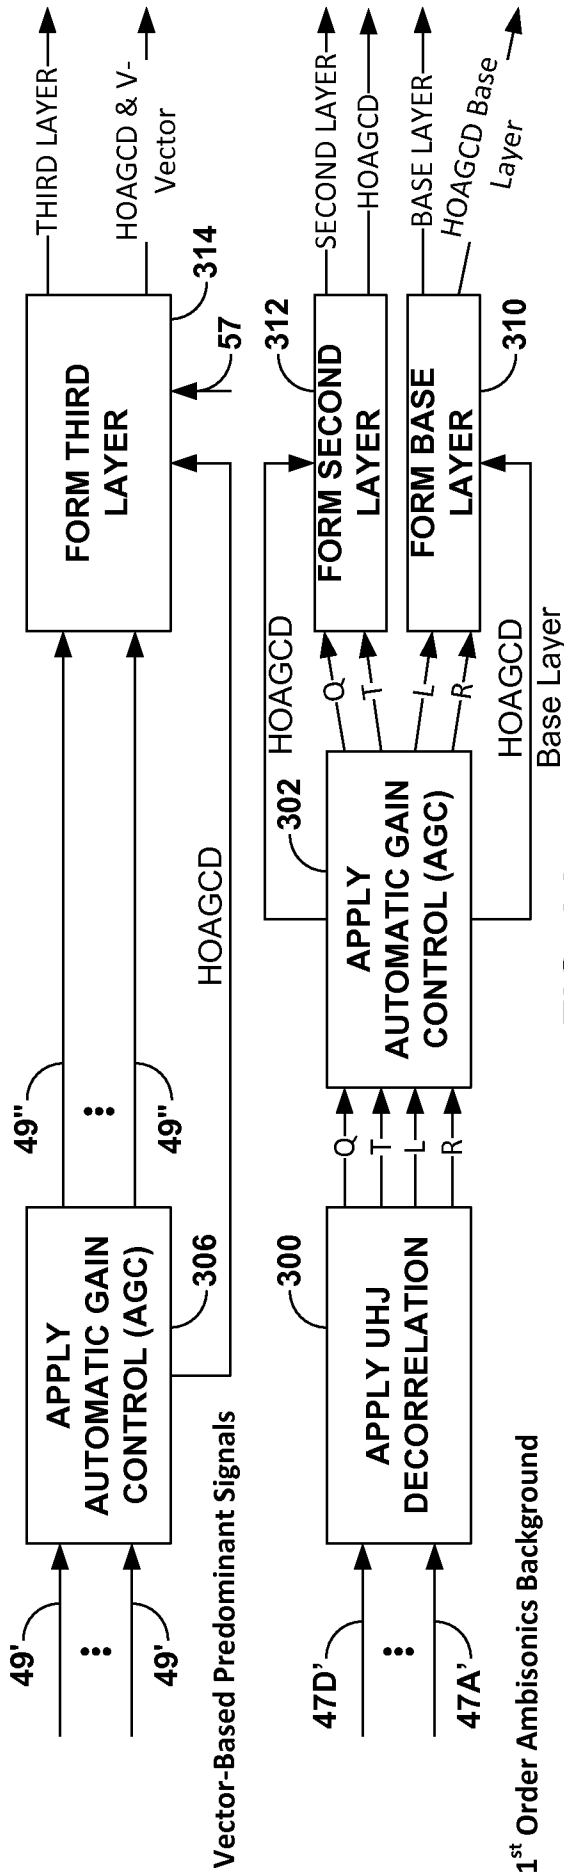 49'
49'
Vector-Based Predominant Signals
APPLY
AUTOMATIC GAIN
CONTROL (AGC)
306
49"
49"
HOAGCD
FORM THIRD
LAYER
57
314
THIRD LAYER
HOAGCD & V-
Vector
47D'
47A'
1st Order Ambisonics Background
APPLY UHJ
DECORRELATION
300
Q
T
L
R
APPLY
AUTOMATIC GAIN
CONTROL (AGC)
302
HOAGCD
Q
T
L
R
HOAGCD
Base Layer
FORM SECOND
LAYER
312
FORM BASE
LAYER
310
SECOND LAYER
HOAGCD
BASE LAYER
HOAGCD Base
Layer